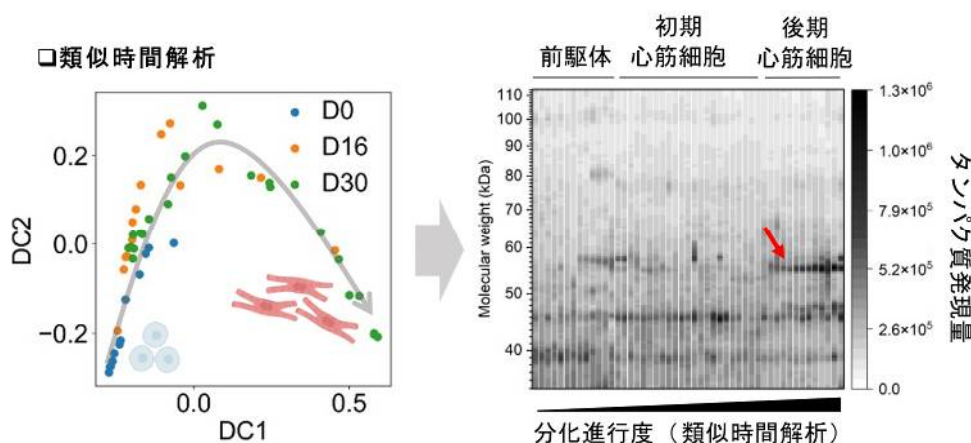 ❑類似時間解析
D0
D16
D30
0.2
0.0
−0.2
DC2
0.0
0.5
DC1
前駆体
初期
心筋細胞
後期
心筋細胞
110
100
90
80
70
60
50
40
Molecular weight (kDa)
1.3×10⁶
1.0×10⁶
7.9×10⁵
5.2×10⁵
2.6×10⁵
0.0
タンパク質発現量
分化進行度（類似時間解析）